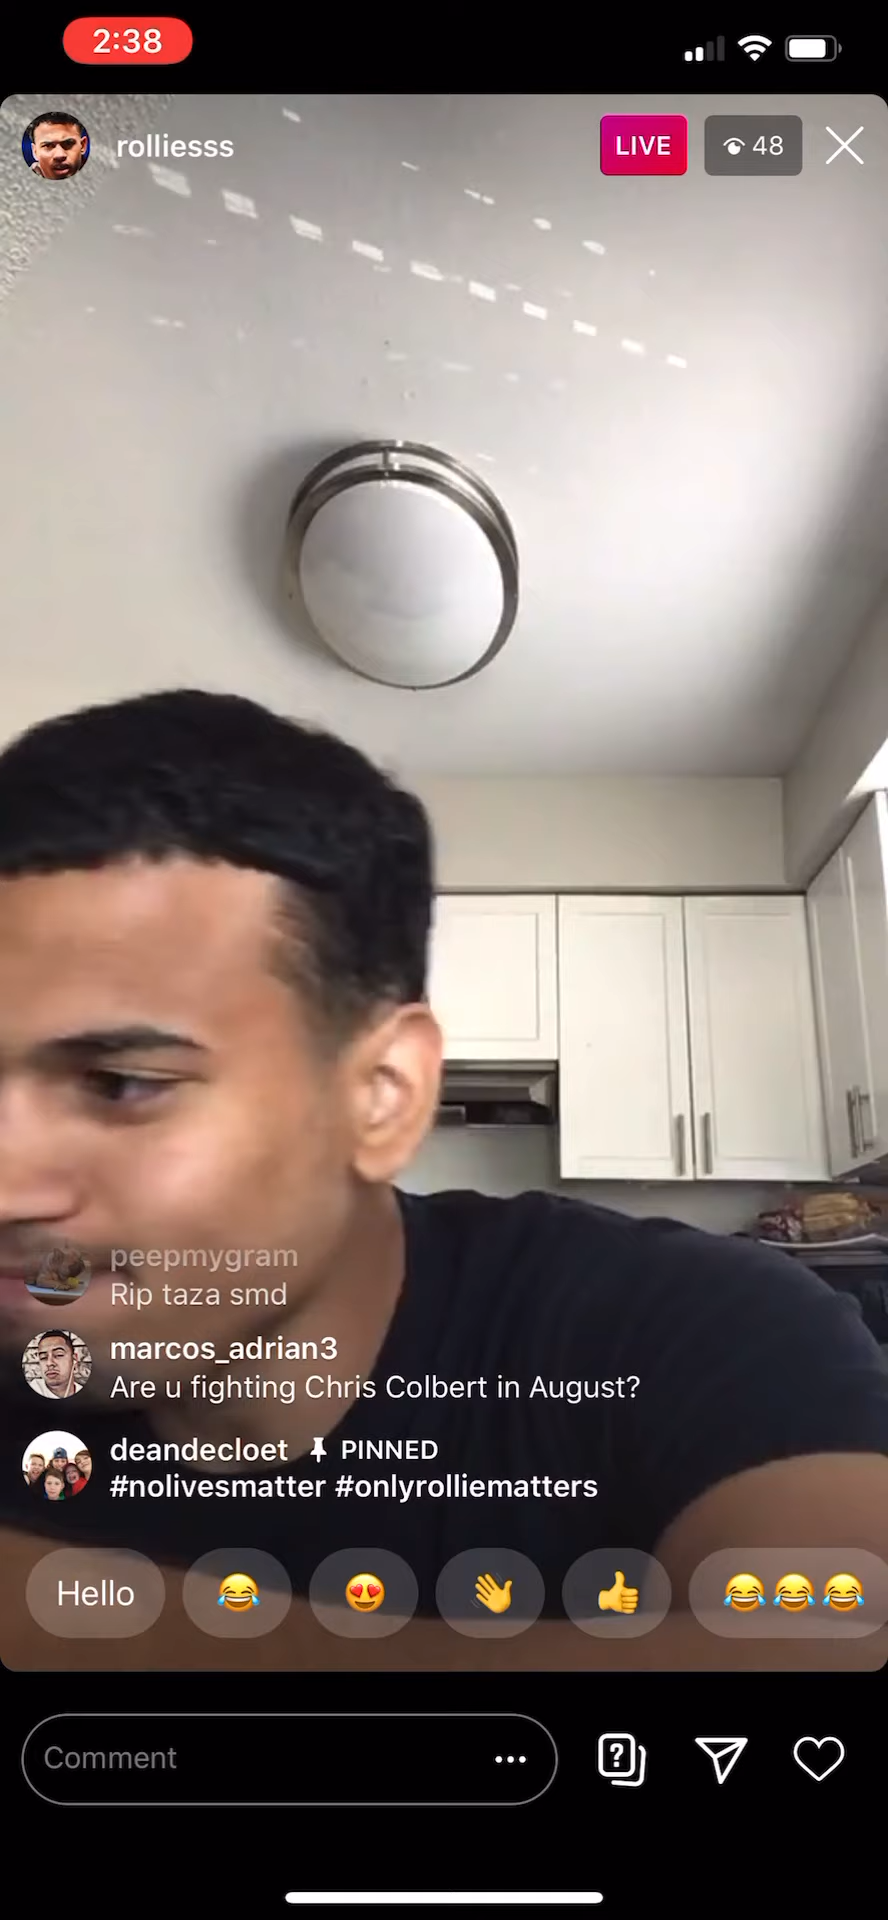 2:38
rolliesss
LIVE
48
peepmygram
Rip taza smd
marcos_adrian3
Are u fighting Chris Colbert in August?
deandecloet PINNED
#nolivesmatter #onlyrolliematters
Hello
Comment